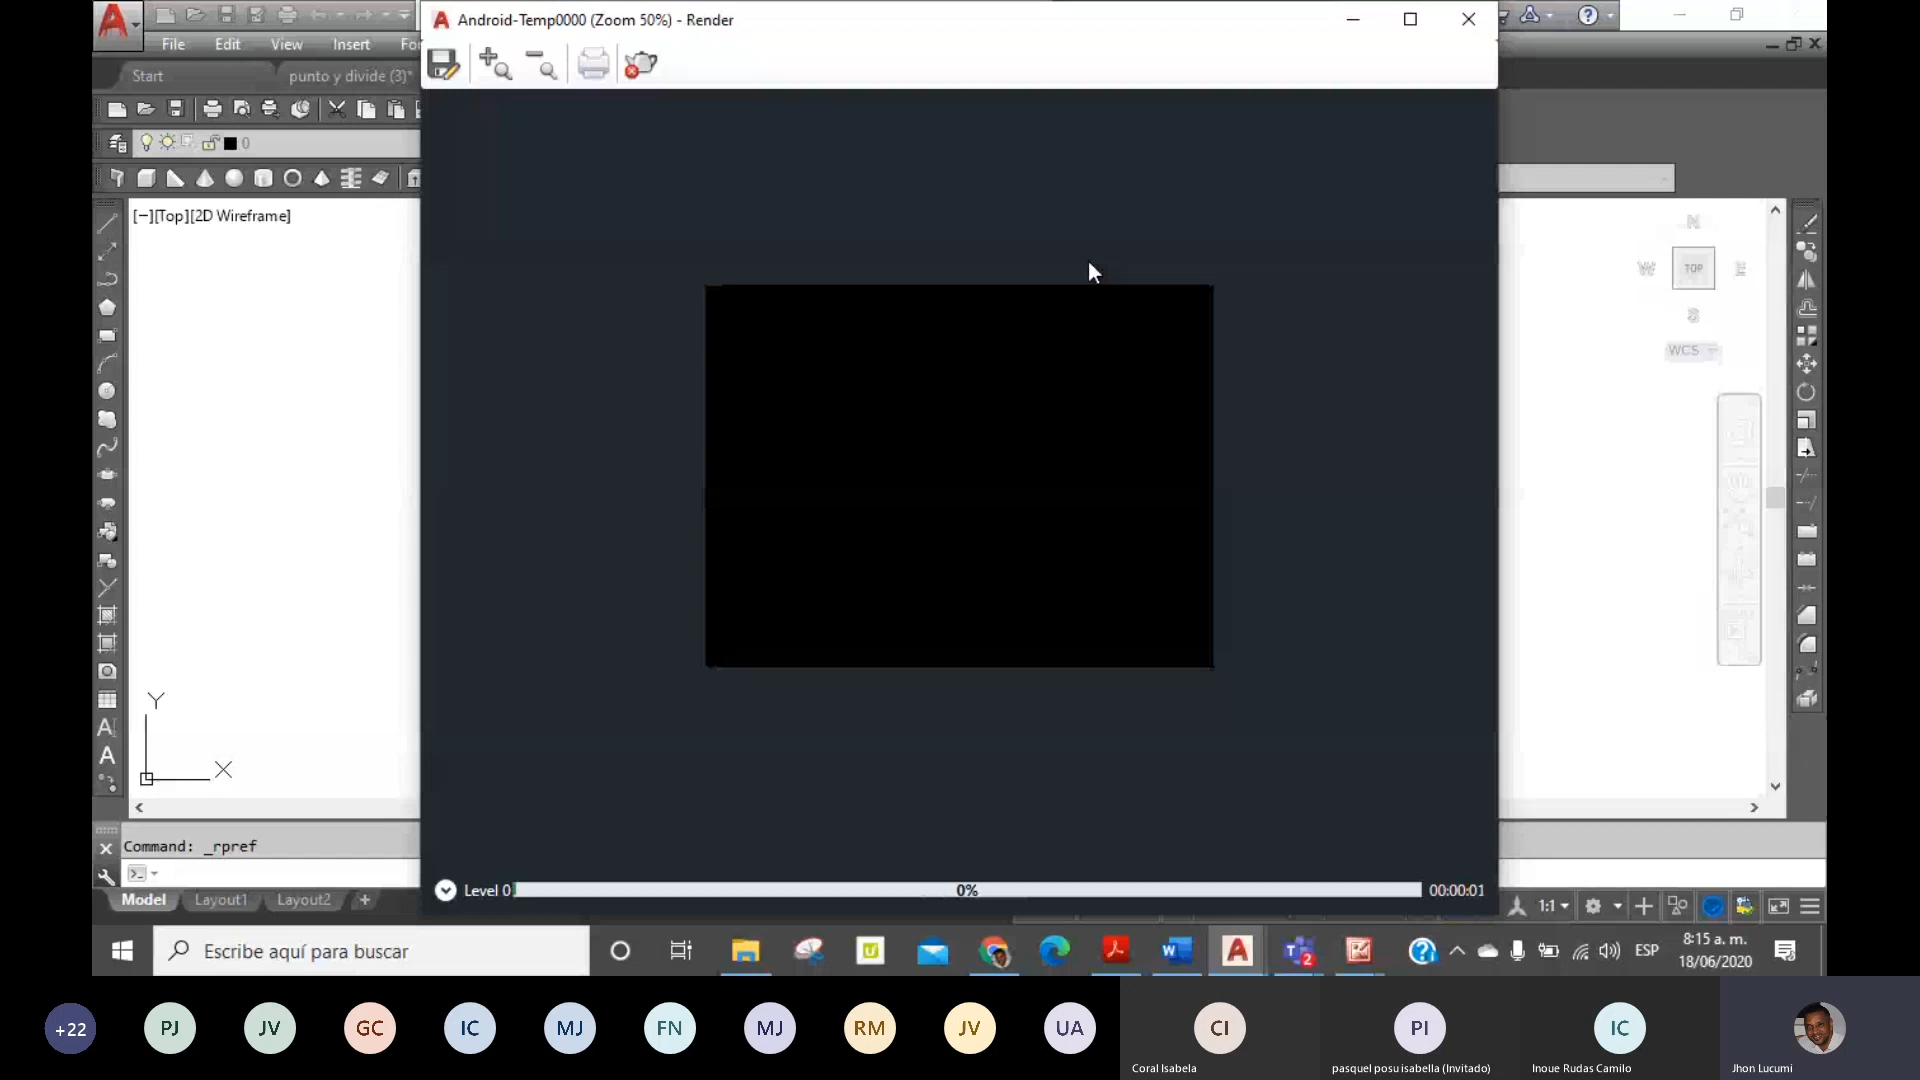 Android-Temp0000 (Zoom 50%) - Render
File Edit View Insert Fo
Start punto y divide (3)*
0
[−][Top][2D Wireframe]
N
W TOP E
S
WCS
Y
X
Command: _rpref
Level 0 0% 00:00:01
Model Layout1 Layout2 +
1:1
Escribe aquí para buscar
2
ESP
8:15 a. m.
18/06/2020
+22 PJ JV GC IC MJ FN MJ RM JV UA CI PI IC
Coral Isabela pasquel posu isabella (Invitado) Inoue Rudas Camilo Jhon Lucumi